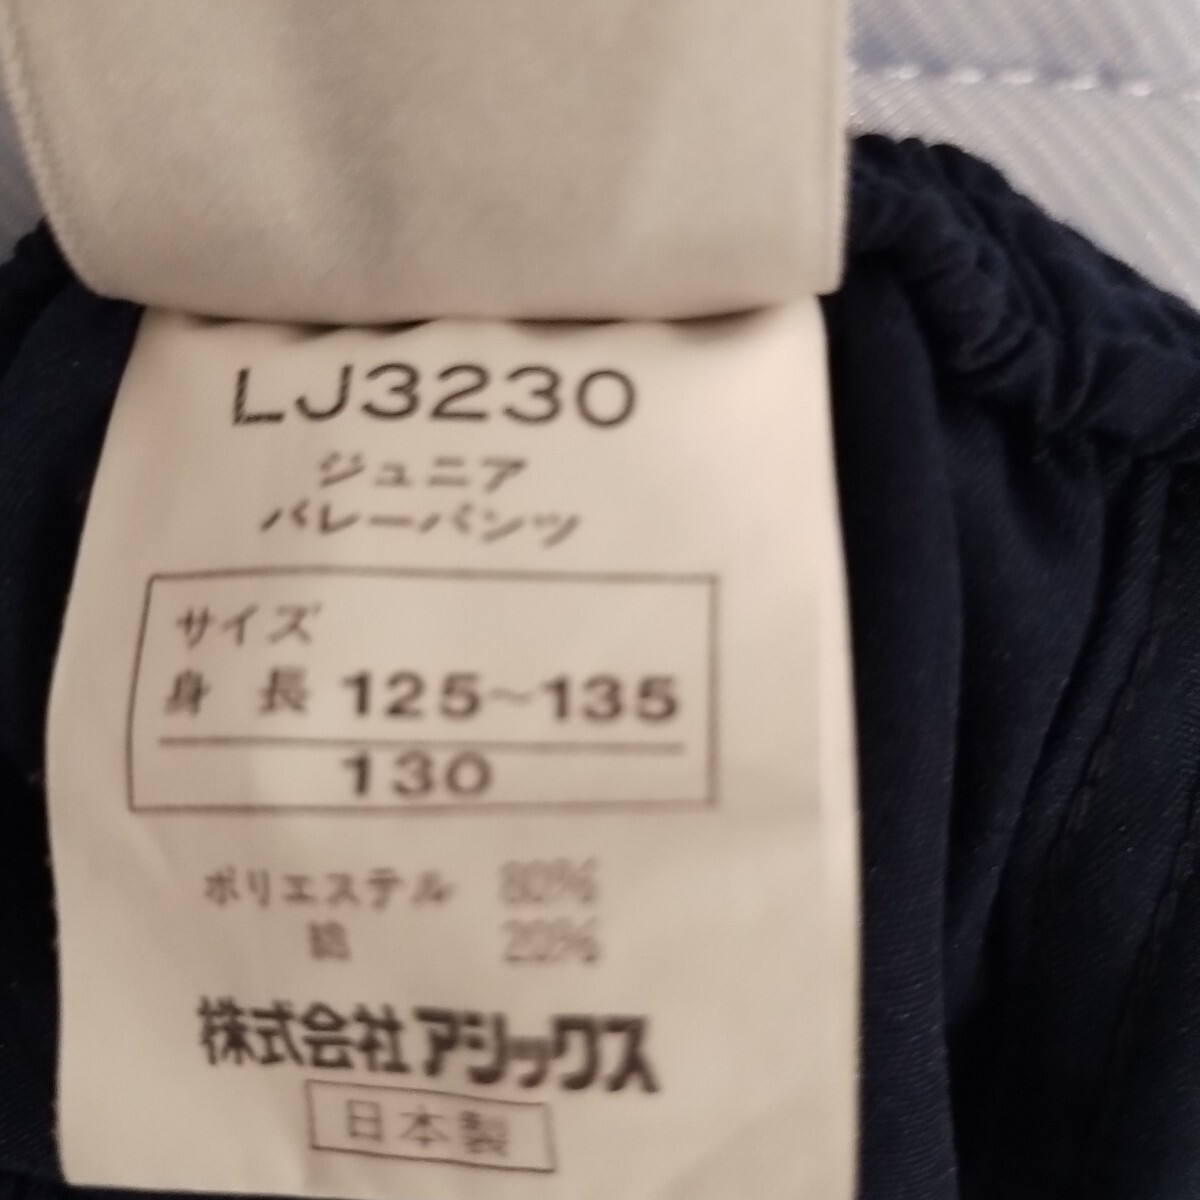 LJ3230
ジュニア
バレーパンツ
サイズ
身 長 125~135
130
ポリエステル 80%
綿 20%
株式会社アシックス
日本製